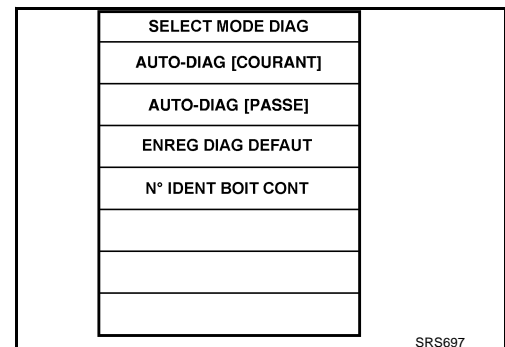 SELECT MODE DIAG
AUTO-DIAG [COURANT]
AUTO-DIAG [PASSE]
ENREG DIAG DEFAUT
N° IDENT BOIT CONT
SRS697